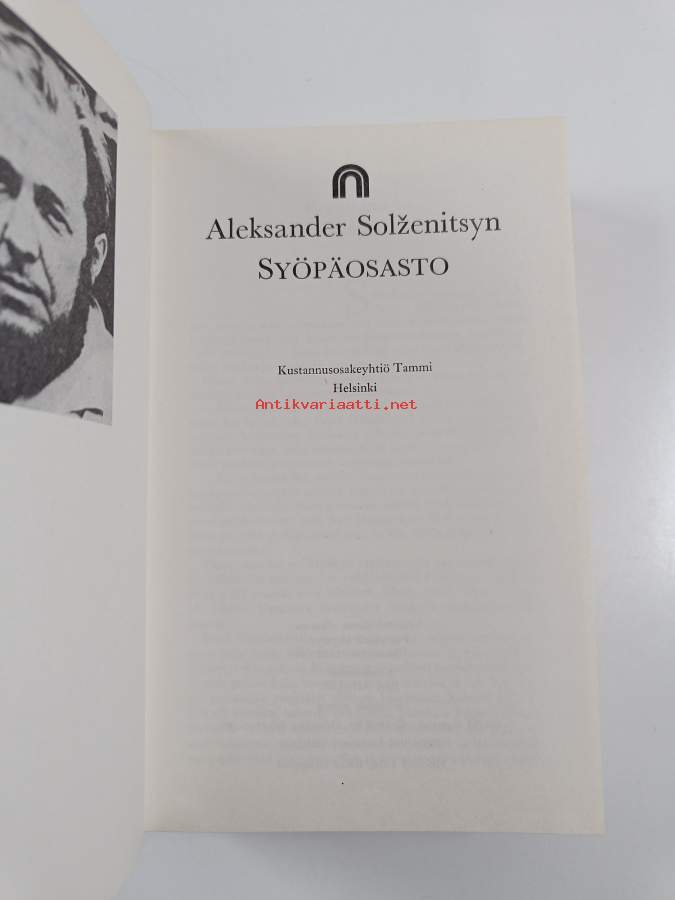 Aleksander Solženitsyn
SYÖPÄOSASTO
Kustannusosakeyhtiö Tammi
Helsinki
Antikvariaatti.net